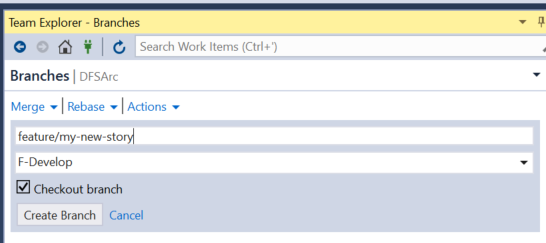 Team Explorer - Branches
Search Work Items (Ctrl+')
Branches | DFSArc
Merge Rebase Actions
feature/my-new-story
F-Develop
Checkout branch
Create Branch Cancel